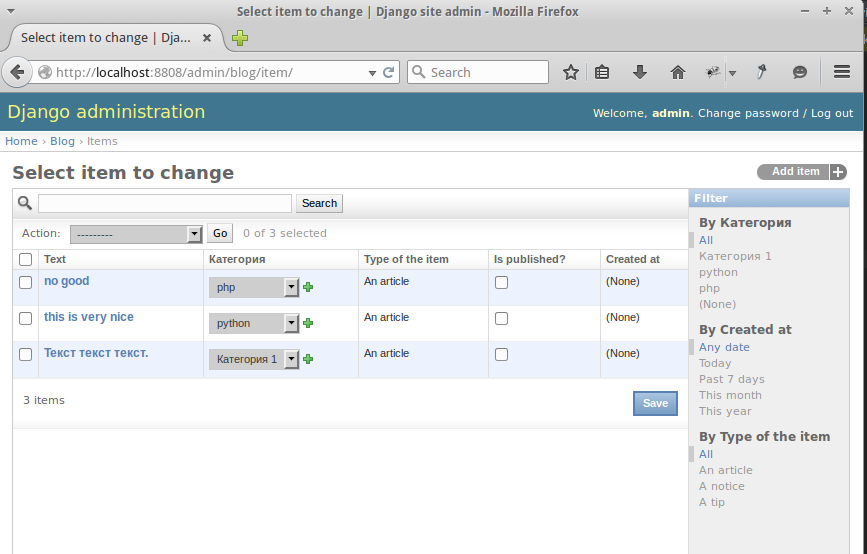 Select item to change | Django site admin - Mozilla Firefox
Select item to change | Dja...
http://localhost:8808/admin/blog/item/
Search
Django administration
Welcome, admin. Change password / Log out
Home › Blog › Items
Select item to change
Add item
Search
Action: --------- Go 0 of 3 selected
Text Категория Type of the item Is published? Created at
no good php An article (None)
this is very nice python An article (None)
Текст текст текст. Категория 1 An article (None)
3 items
Save
Filter
By Категория
All
Категория 1
python
php
(None)
By Created at
Any date
Today
Past 7 days
This month
This year
By Type of the item
All
An article
A notice
A tip